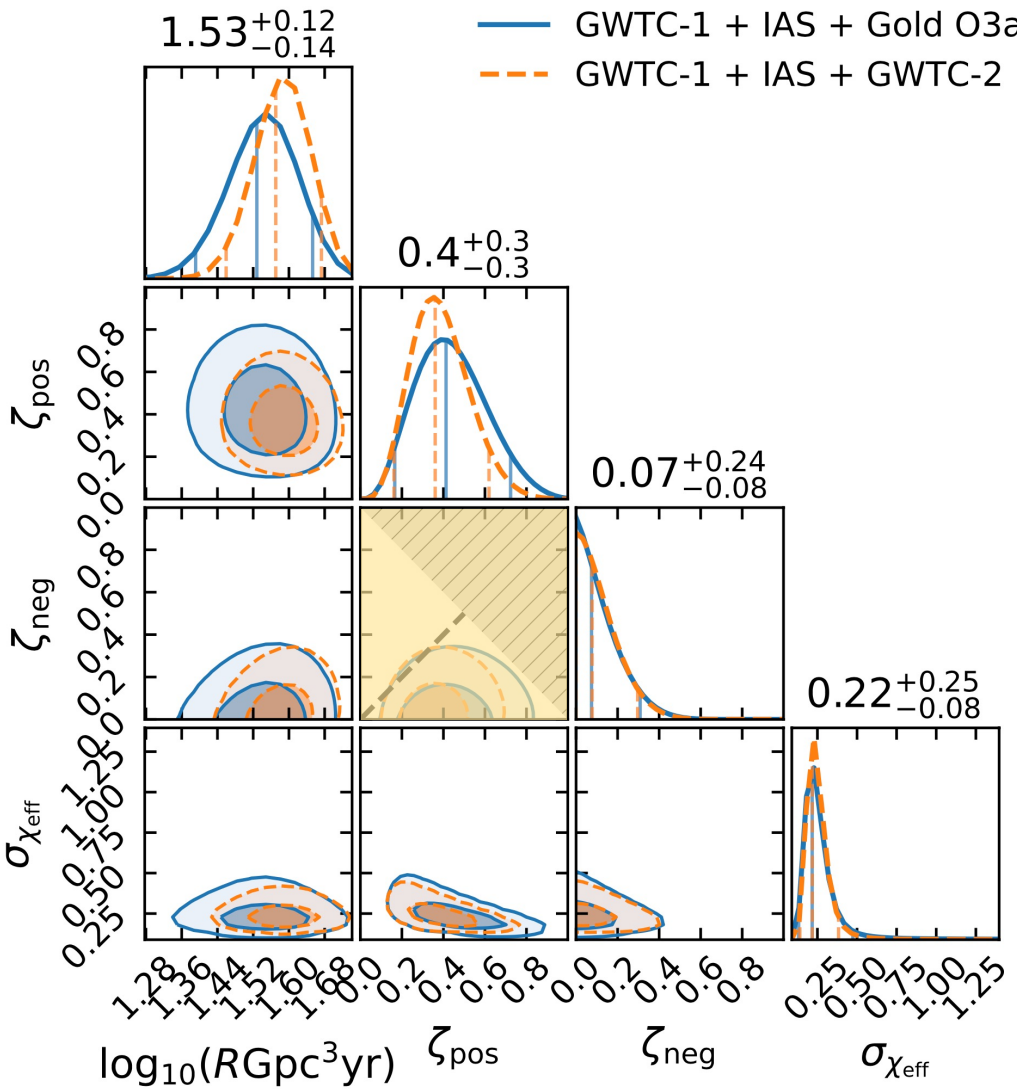 1.53+0.12−0.14
GWTC-1 + IAS + Gold O3a
GWTC-1 + IAS + GWTC-2
0.4+0.3−0.3
ζpos
0.0 0.2 0.4 0.6 0.8
0.07+0.24−0.08
ζneg
0.0 0.2 0.4 0.6 0.8
0.22+0.25−0.08
σχeff
0.25 0.50 0.75 1.00 1.25
1.28 1.36 1.44 1.52 1.60 1.68
0.0 0.2 0.4 0.6 0.8
0.0 0.2 0.4 0.6 0.8
0.25 0.50 0.75 1.00 1.25
log10(RGpc3yr)
ζpos
ζneg
σχeff